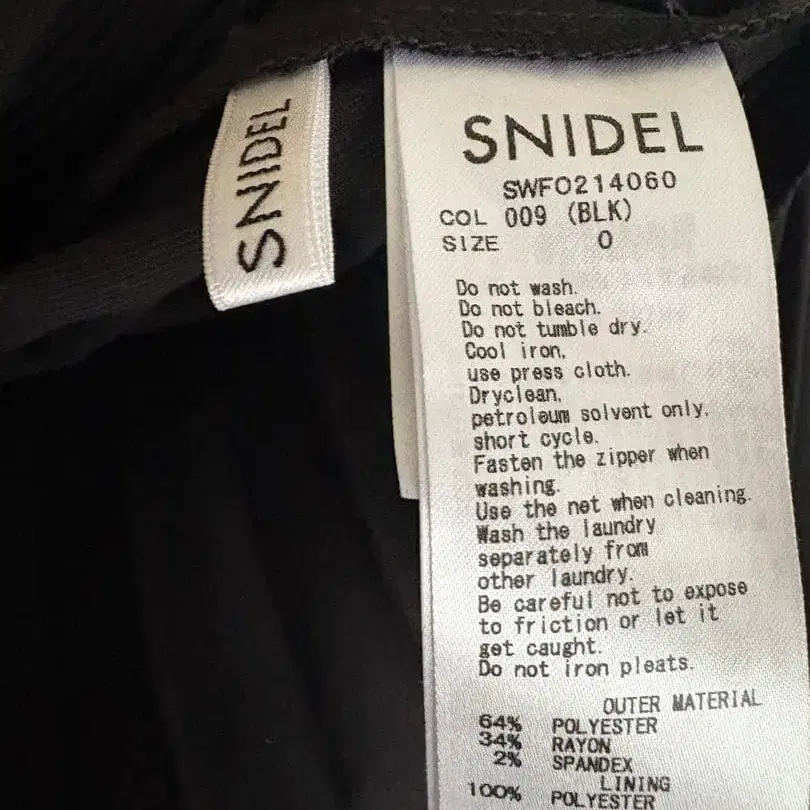 SNIDEL
SNIDEL
SWFO214060
COL 009 (BLK)
SIZE 0
Do not wash.
Do not bleach.
Do not tumble dry.
Cool iron,
use press cloth.
Dryclean,
petroleum solvent only,
short cycle.
Fasten the zipper when
washing.
Use the net when cleaning.
Wash the laundry
separately from
other laundry.
Be careful not to expose
to friction or let it
get caught.
Do not iron pleats.
OUTER MATERIAL
64% POLYESTER
34% RAYON
2% SPANDEX
LINING
100% POLYESTER